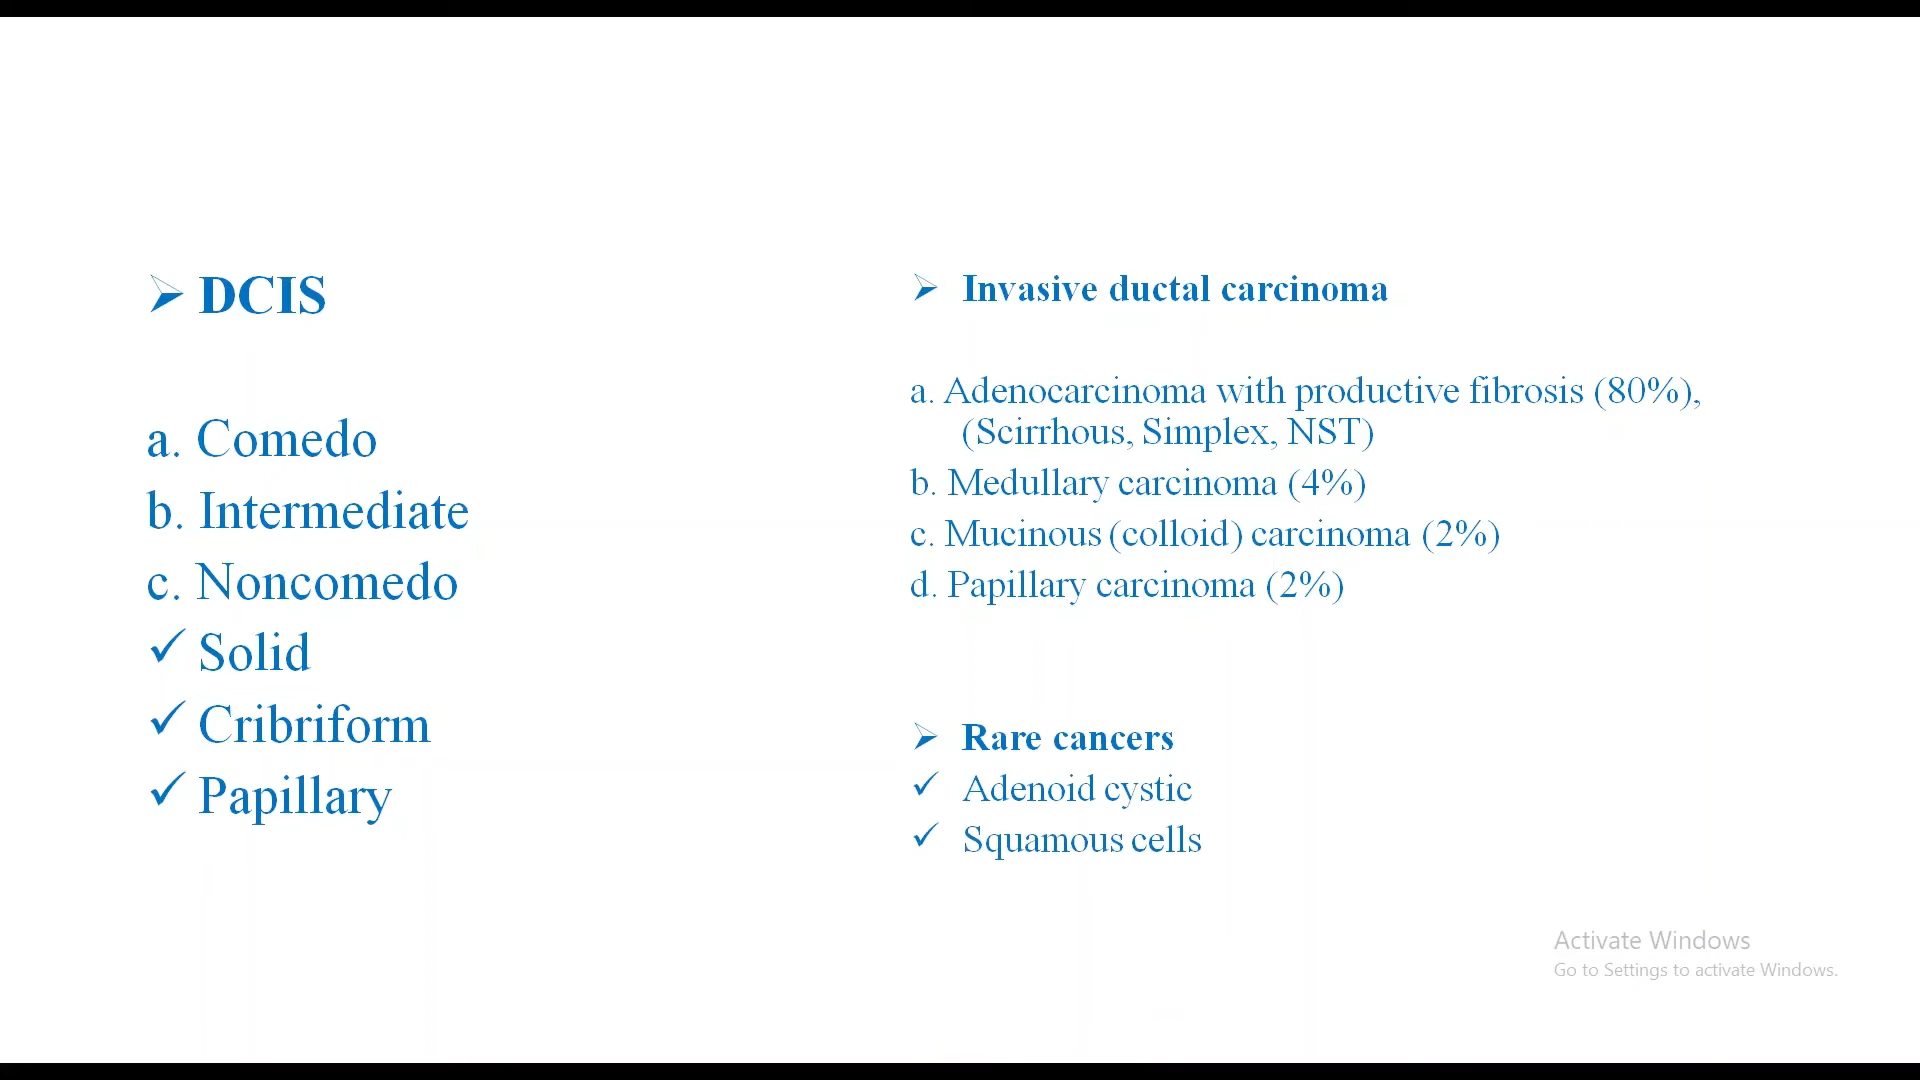 ➢ DCIS
a. Comedo
b. Intermediate
c. Noncomedo
✓ Solid
✓ Cribriform
✓ Papillary
➢ Invasive ductal carcinoma
a. Adenocarcinoma with productive fibrosis (80%),
(Scirrhous, Simplex, NST)
b. Medullary carcinoma (4%)
c. Mucinous (colloid) carcinoma (2%)
d. Papillary carcinoma (2%)
➢ Rare cancers
✓ Adenoid cystic
✓ Squamous cells
Activate Windows
Go to Settings to activate Windows.